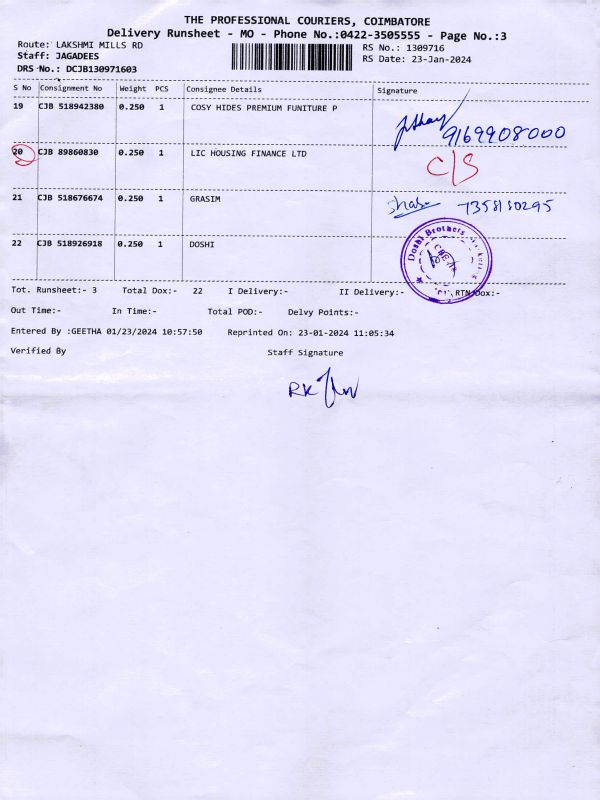 THE PROFESSIONAL COURIERS, COIMBATORE
Delivery Runsheet - MO - Phone No.:0422-3505555 - Page No.:3
Route: LAKSHMI MILLS RD
RS No.: 1309716
Staff: JAGADEES
RS Date: 23-Jan-2024
DRS No.: DCJB130971603
S No Consignment No Weight PCS Consignee Details Signature
19 CJB 518942380 0.250 1 COSY HIDES PREMIUM FUNITURE P
9169908000
20 CJB 89860830 0.250 1 LIC HOUSING FINANCE LTD
C/S
21 CJB 518676674 0.250 1 GRASIM
7358130295
22 CJB 518926918 0.250 1 DOSHI
Doshi Brothers
Tot. Runsheet:- 3 Total Dox:- 22 I Delivery:- II Delivery:- RTN Dox:-
Out Time:- In Time:- Total POD:- Delvy Points:-
Entered By :GEETHA 01/23/2024 10:57:50 Reprinted On: 23-01-2024 11:05:34
Verified By Staff Signature